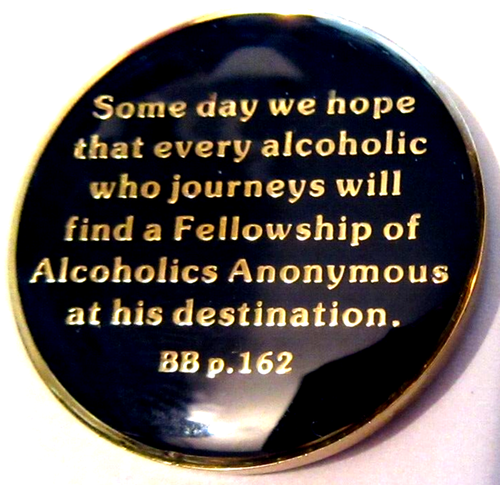 Some day we hope
that every alcoholic
who journeys will
find a Fellowship of
Alcoholics Anonymous
at his destination.
BB p.162